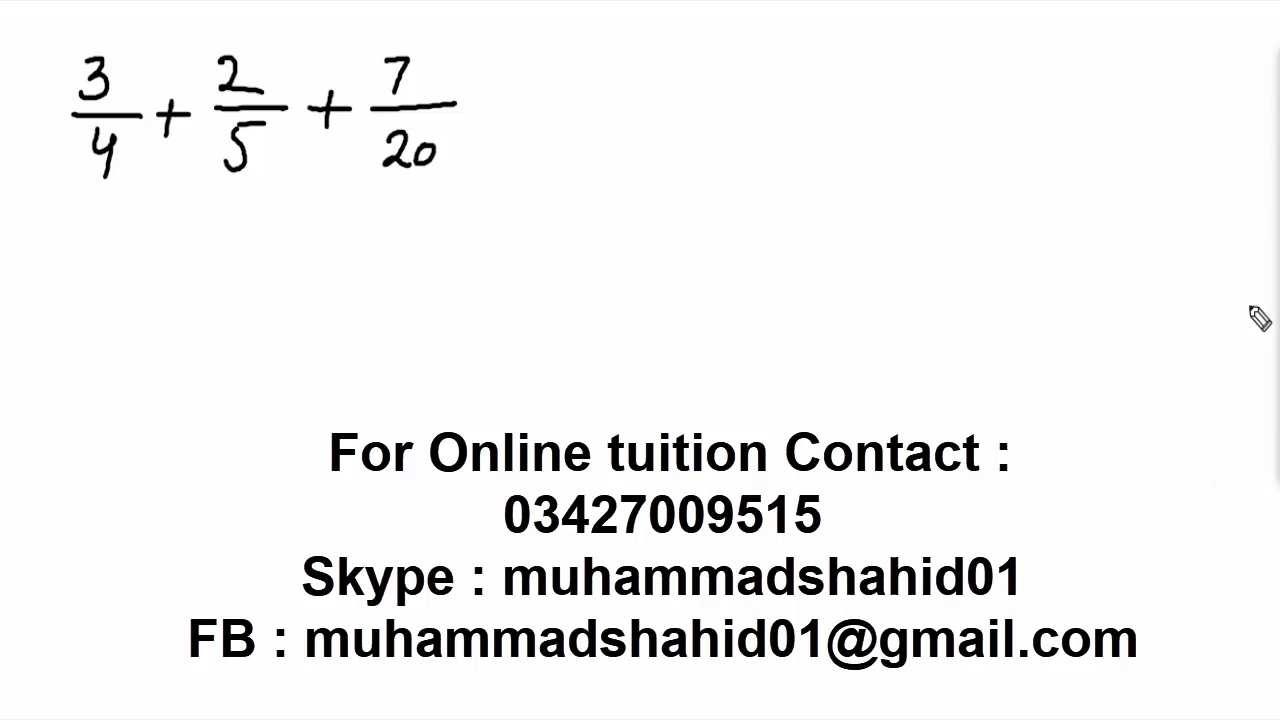 3/4 + 2/5 + 7/20
For Online tuition Contact :
03427009515
Skype : muhammadshahid01
FB : muhammadshahid01@gmail.com